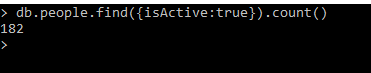 > db.people.find({isActive:true}).count()
182
>